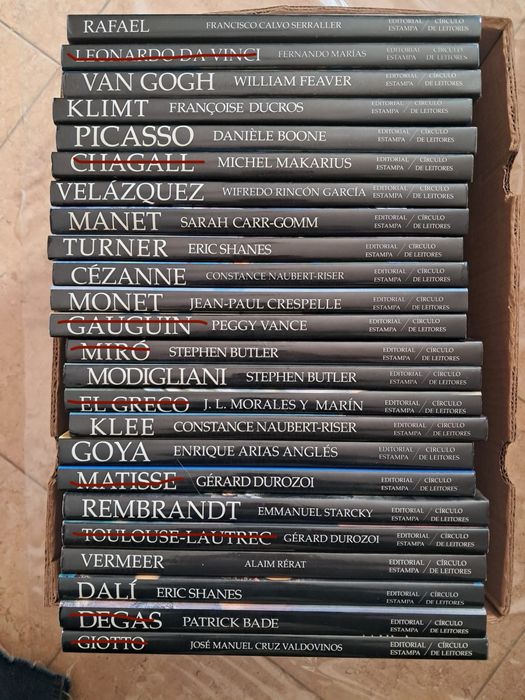 RAFAEL FRANCISCO CALVO SERRALLER EDITORIAL ESTAMPA / CÍRCULO DE LEITORES
LEONARDO DA VINCI FERNANDO MARÍAS EDITORIAL ESTAMPA / CÍRCULO DE LEITORES
VAN GOGH WILLIAM FEAVER EDITORIAL ESTAMPA / CÍRCULO DE LEITORES
KLIMT FRANÇOISE DUCROS EDITORIAL ESTAMPA / CÍRCULO DE LEITORES
PICASSO DANIÈLE BOONE EDITORIAL ESTAMPA / CÍRCULO DE LEITORES
CHAGALL MICHEL MAKARIUS EDITORIAL ESTAMPA / CÍRCULO DE LEITORES
VELÁZQUEZ WIFREDO RINCÓN GARCÍA EDITORIAL ESTAMPA / CÍRCULO DE LEITORES
MANET SARAH CARR-GOMM EDITORIAL ESTAMPA / CÍRCULO DE LEITORES
TURNER ERIC SHANES EDITORIAL ESTAMPA / CÍRCULO DE LEITORES
CÉZANNE CONSTANCE NAUBERT-RISER EDITORIAL ESTAMPA / CÍRCULO DE LEITORES
MONET JEAN-PAUL CRESPELLE EDITORIAL ESTAMPA / CÍRCULO DE LEITORES
GAUGUIN PEGGY VANCE EDITORIAL ESTAMPA / CÍRCULO DE LEITORES
MIRÓ STEPHEN BUTLER EDITORIAL ESTAMPA / CÍRCULO DE LEITORES
MODIGLIANI STEPHEN BUTLER EDITORIAL ESTAMPA / CÍRCULO DE LEITORES
EL GRECO J. L. MORALES Y MARÍN EDITORIAL ESTAMPA / CÍRCULO DE LEITORES
KLEE CONSTANCE NAUBERT-RISER EDITORIAL ESTAMPA / CÍRCULO DE LEITORES
GOYA ENRIQUE ARIAS ANGLÉS EDITORIAL ESTAMPA / CÍRCULO DE LEITORES
MATISSE GÉRARD DUROZOI EDITORIAL ESTAMPA / CÍRCULO DE LEITORES
REMBRANDT EMMANUEL STARCKY EDITORIAL ESTAMPA / CÍRCULO DE LEITORES
TOULOUSE-LAUTREC GÉRARD DUROZOI EDITORIAL ESTAMPA / CÍRCULO DE LEITORES
VERMEER ALAIM RÉRAT EDITORIAL ESTAMPA / CÍRCULO DE LEITORES
DALÍ ERIC SHANES EDITORIAL ESTAMPA / CÍRCULO DE LEITORES
DEGAS PATRICK BADE EDITORIAL ESTAMPA / CÍRCULO DE LEITORES
GIOTTO JOSÉ MANUEL CRUZ VALDOVINOS EDITORIAL ESTAMPA / CÍRCULO DE LEITORES